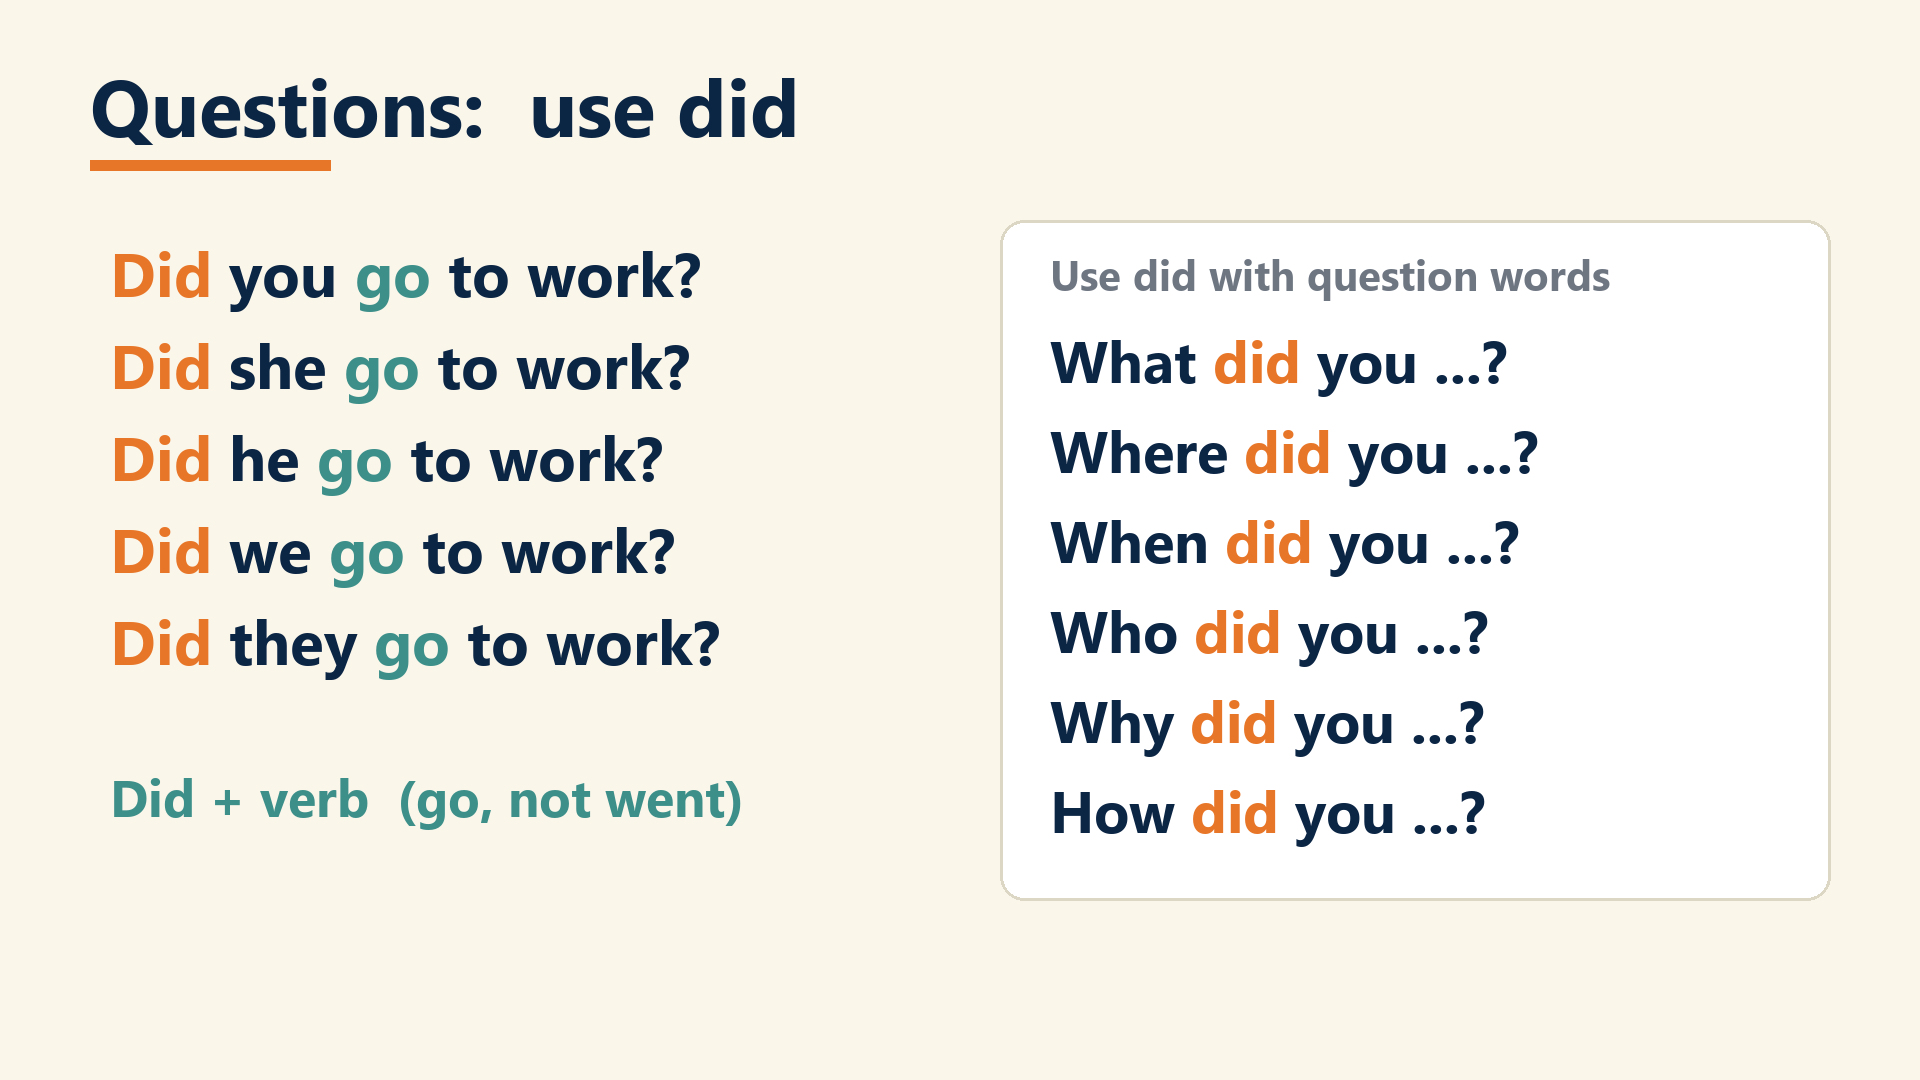 Questions:  use did
Did you go to work?
Did she go to work?
Did he go to work?
Did we go to work?
Did they go to work?
Did + verb  (go, not went)
Use did with question words
What did you ...?
Where did you ...?
When did you ...?
Who did you ...?
Why did you ...?
How did you ...?